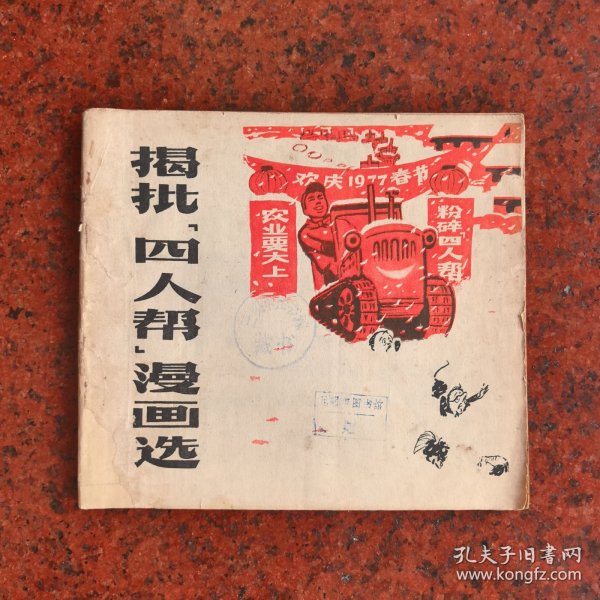 揭批「四人帮」漫画选
欢庆1977春节
农业要大上
粉碎"四人帮"
孔夫子旧书网
www.kongfz.com